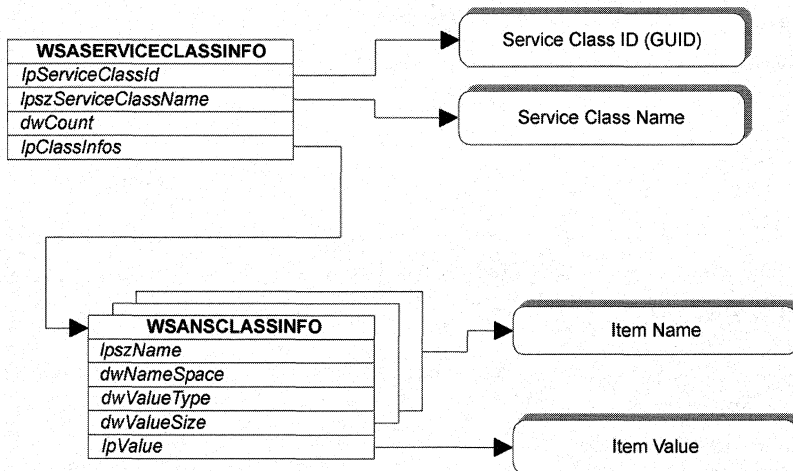 WSASERVICECLASSINFO
lpServiceClassId
lpszServiceClassName
dwCount
lpClassInfos
Service Class ID (GUID)
Service Class Name
WSANSCLASSINFO
lpszName
dwNameSpace
dwValueType
dwValueSize
lpValue
Item Name
Item Value